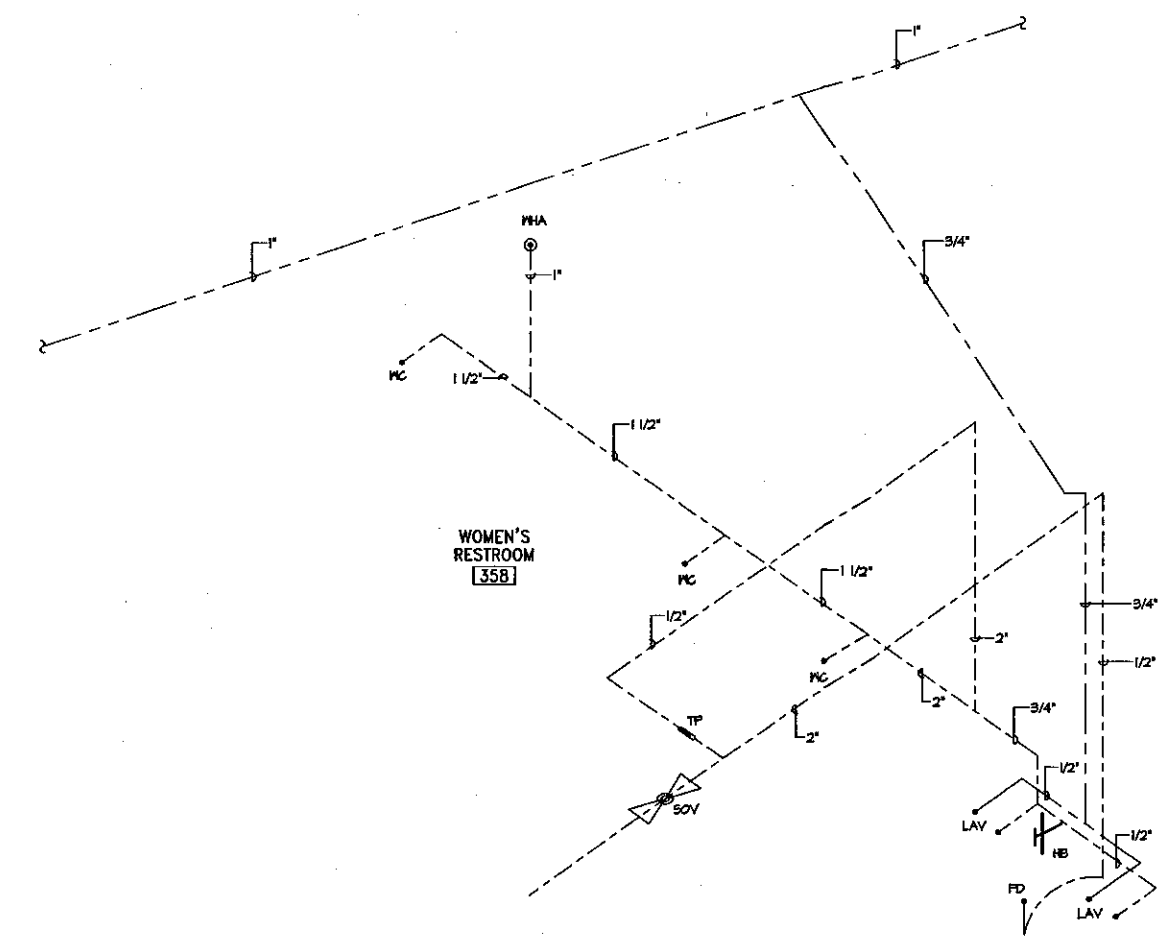 1"
WHA
1"
3/4"
1"
WC
1 1/2"
1 1/2"
WOMEN'S
RESTROOM
358
WC
1 1/2"
3/4"
1/2"
2"
1/2"
WC
2"
3/4"
TP
2"
SOV
1/2"
LAV
HB
1/2"
FD
LAV